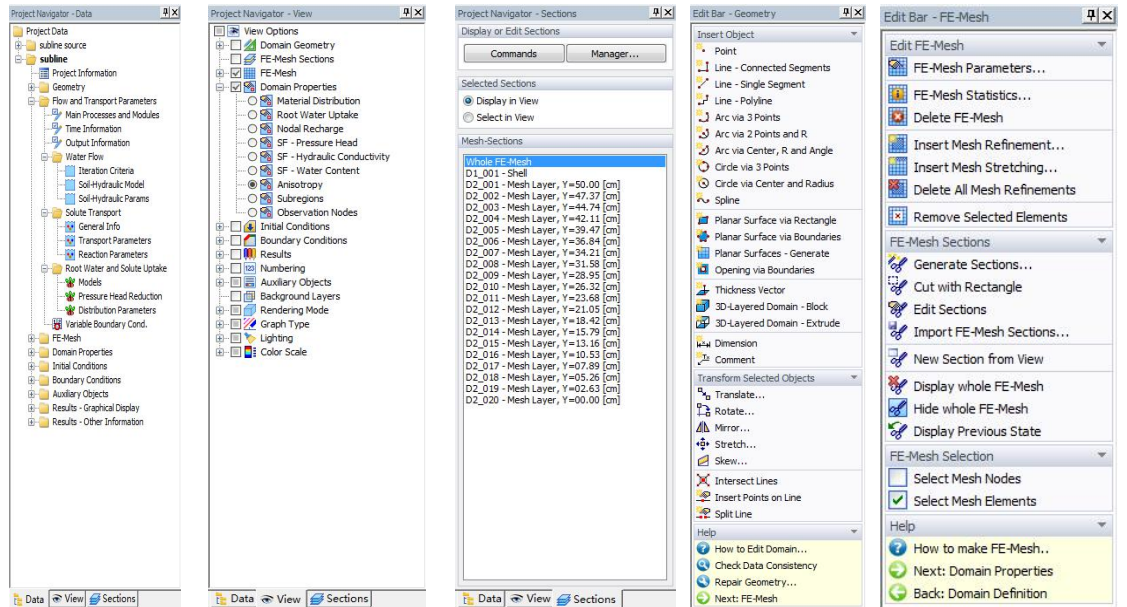 Project Navigator - Data
Project Data
subline source
subline
Project Information
Geometry
Flow and Transport Parameters
Main Processes and Modules
Time Information
Output Information
Water Flow
Iteration Criteria
Soil-Hydraulic Model
Soil-Hydraulic Params
Solute Transport
General Info
Transport Parameters
Reaction Parameters
Root Water and Solute Uptake
Models
Pressure Head Reduction
Distribution Parameters
Variable Boundary Cond.
FE-Mesh
Domain Properties
Initial Conditions
Boundary Conditions
Auxiliary Objects
Results - Graphical Display
Results - Other Information
Data View Sections
Project Navigator - View
View Options
Domain Geometry
FE-Mesh Sections
FE-Mesh
Domain Properties
Material Distribution
Root Water Uptake
Nodal Recharge
SF - Pressure Head
SF - Hydraulic Conductivity
SF - Water Content
Anisotropy
Subregions
Observation Nodes
Initial Conditions
Boundary Conditions
Results
Numbering
Auxiliary Objects
Background Layers
Rendering Mode
Graph Type
Lighting
Color Scale
Data View Sections
Project Navigator - Sections
Display or Edit Sections
Commands Manager...
Selected Sections
Display in View
Select in View
Mesh-Sections
Whole FE-Mesh
D1_001 - Shell
D2_001 - Mesh Layer, Y=50.00 [cm]
D2_002 - Mesh Layer, Y=47.37 [cm]
D2_003 - Mesh Layer, Y=44.74 [cm]
D2_004 - Mesh Layer, Y=42.11 [cm]
D2_005 - Mesh Layer, Y=39.47 [cm]
D2_006 - Mesh Layer, Y=36.84 [cm]
D2_007 - Mesh Layer, Y=34.21 [cm]
D2_008 - Mesh Layer, Y=31.58 [cm]
D2_009 - Mesh Layer, Y=28.95 [cm]
D2_010 - Mesh Layer, Y=26.32 [cm]
D2_011 - Mesh Layer, Y=23.68 [cm]
D2_012 - Mesh Layer, Y=21.05 [cm]
D2_013 - Mesh Layer, Y=18.42 [cm]
D2_014 - Mesh Layer, Y=15.79 [cm]
D2_015 - Mesh Layer, Y=13.16 [cm]
D2_016 - Mesh Layer, Y=10.53 [cm]
D2_017 - Mesh Layer, Y=07.89 [cm]
D2_018 - Mesh Layer, Y=05.26 [cm]
D2_019 - Mesh Layer, Y=02.63 [cm]
D2_020 - Mesh Layer, Y=00.00 [cm]
Data View Sections
Edit Bar - Geometry
Insert Object
Point
Line - Connected Segments
Line - Single Segment
Line - Polyline
Arc via 3 Points
Arc via 2 Points and R
Arc via Center, R and Angle
Circle via 3 Points
Circle via Center and Radius
Spline
Planar Surface via Rectangle
Planar Surface via Boundaries
Planar Surfaces - Generate
Opening via Boundaries
Thickness Vector
3D-Layered Domain - Block
3D-Layered Domain - Extrude
Dimension
Comment
Transform Selected Objects
Translate...
Rotate...
Mirror...
Stretch...
Skew...
Intersect Lines
Insert Points on Line
Split Line
Help
How to Edit Domain...
Check Data Consistency
Repair Geometry...
Next: FE-Mesh
Edit Bar - FE-Mesh
Edit FE-Mesh
FE-Mesh Parameters...
FE-Mesh Statistics...
Delete FE-Mesh
Insert Mesh Refinement...
Insert Mesh Stretching...
Delete All Mesh Refinements
Remove Selected Elements
FE-Mesh Sections
Generate Sections...
Cut with Rectangle
Edit Sections
Import FE-Mesh Sections...
New Section from View
Display whole FE-Mesh
Hide whole FE-Mesh
Display Previous State
FE-Mesh Selection
Select Mesh Nodes
Select Mesh Elements
Help
How to make FE-Mesh..
Next: Domain Properties
Back: Domain Definition